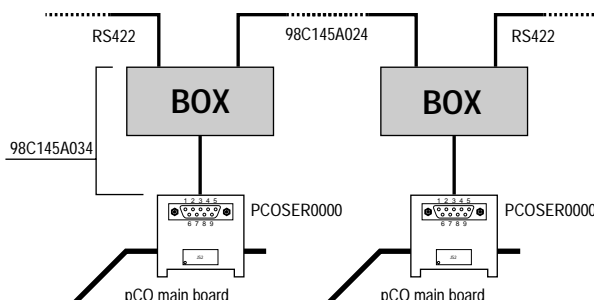 RS422
98C145A024
RS422
BOX
BOX
98C145A034
1 2 3 4 5
6 7 8 9
PCOSER0000
1 2 3 4 5
6 7 8 9
PCOSER0000
pCO main board
pCO main board